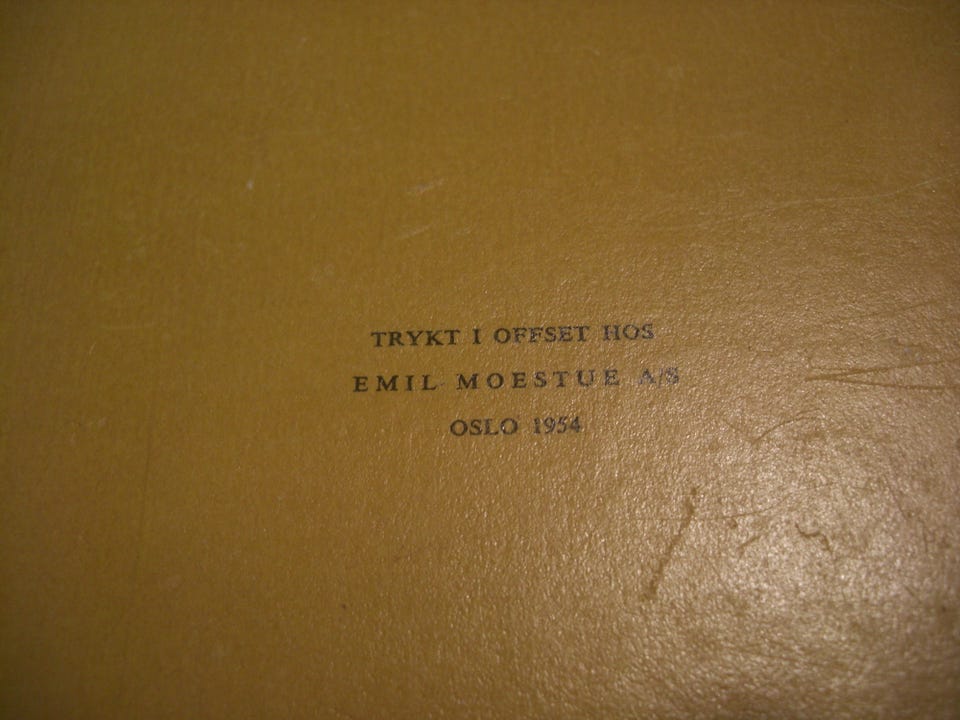 TRYKT I OFFSET HOS
EMIL MOESTUE A/S
OSLO 1954